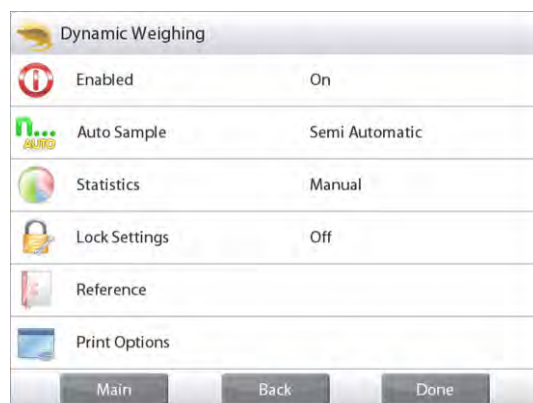 Dynamic Weighing
Enabled On
n...
AUTO
Auto Sample Semi Automatic
Statistics Manual
Lock Settings Off
Reference
Print Options
Main Back Done